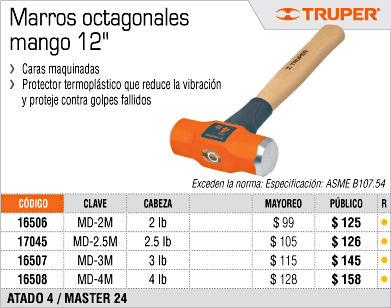 Marros octagonales
mango 12"
TRUPER®
❯ Caras maquinadas
❯ Protector termoplástico que reduce la vibración
y proteje contra golpes fallidos
TRUPER
Exceden la norma: Especificación: ASME B107.54
CÓDIGO CLAVE CABEZA MAYOREO PÚBLICO R
16506 MD-2M 2 lb $ 99 $ 125
17045 MD-2.5M 2.5 lb $ 105 $ 126
16507 MD-3M 3 lb $ 115 $ 145
16508 MD-4M 4 lb $ 128 $ 158
ATADO 4 / MASTER 24